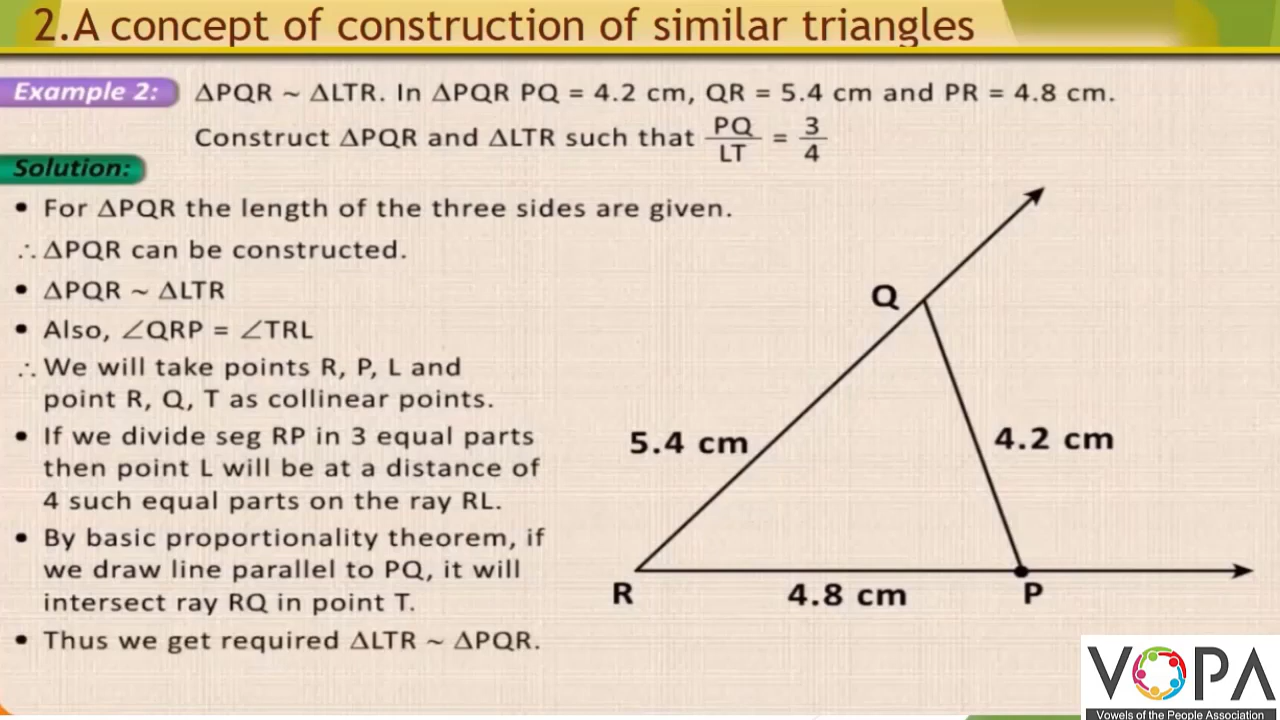 2.A concept of construction of similar triangles
Example 2: ΔPQR ~ ΔLTR. In ΔPQR PQ = 4.2 cm, QR = 5.4 cm and PR = 4.8 cm.
Construct ΔPQR and ΔLTR such that PQ/LT = 3/4
Solution:
• For ΔPQR the length of the three sides are given.
∴ ΔPQR can be constructed.
• ΔPQR ~ ΔLTR
• Also, ∠QRP = ∠TRL
∴ We will take points R, P, L and
point R, Q, T as collinear points.
• If we divide seg RP in 3 equal parts
then point L will be at a distance of
4 such equal parts on the ray RL.
• By basic proportionality theorem, if
we draw line parallel to PQ, it will
intersect ray RQ in point T.
• Thus we get required ΔLTR ~ ΔPQR.
Q
5.4 cm
4.2 cm
R
4.8 cm
P
VOPA
Vowels of the People Association